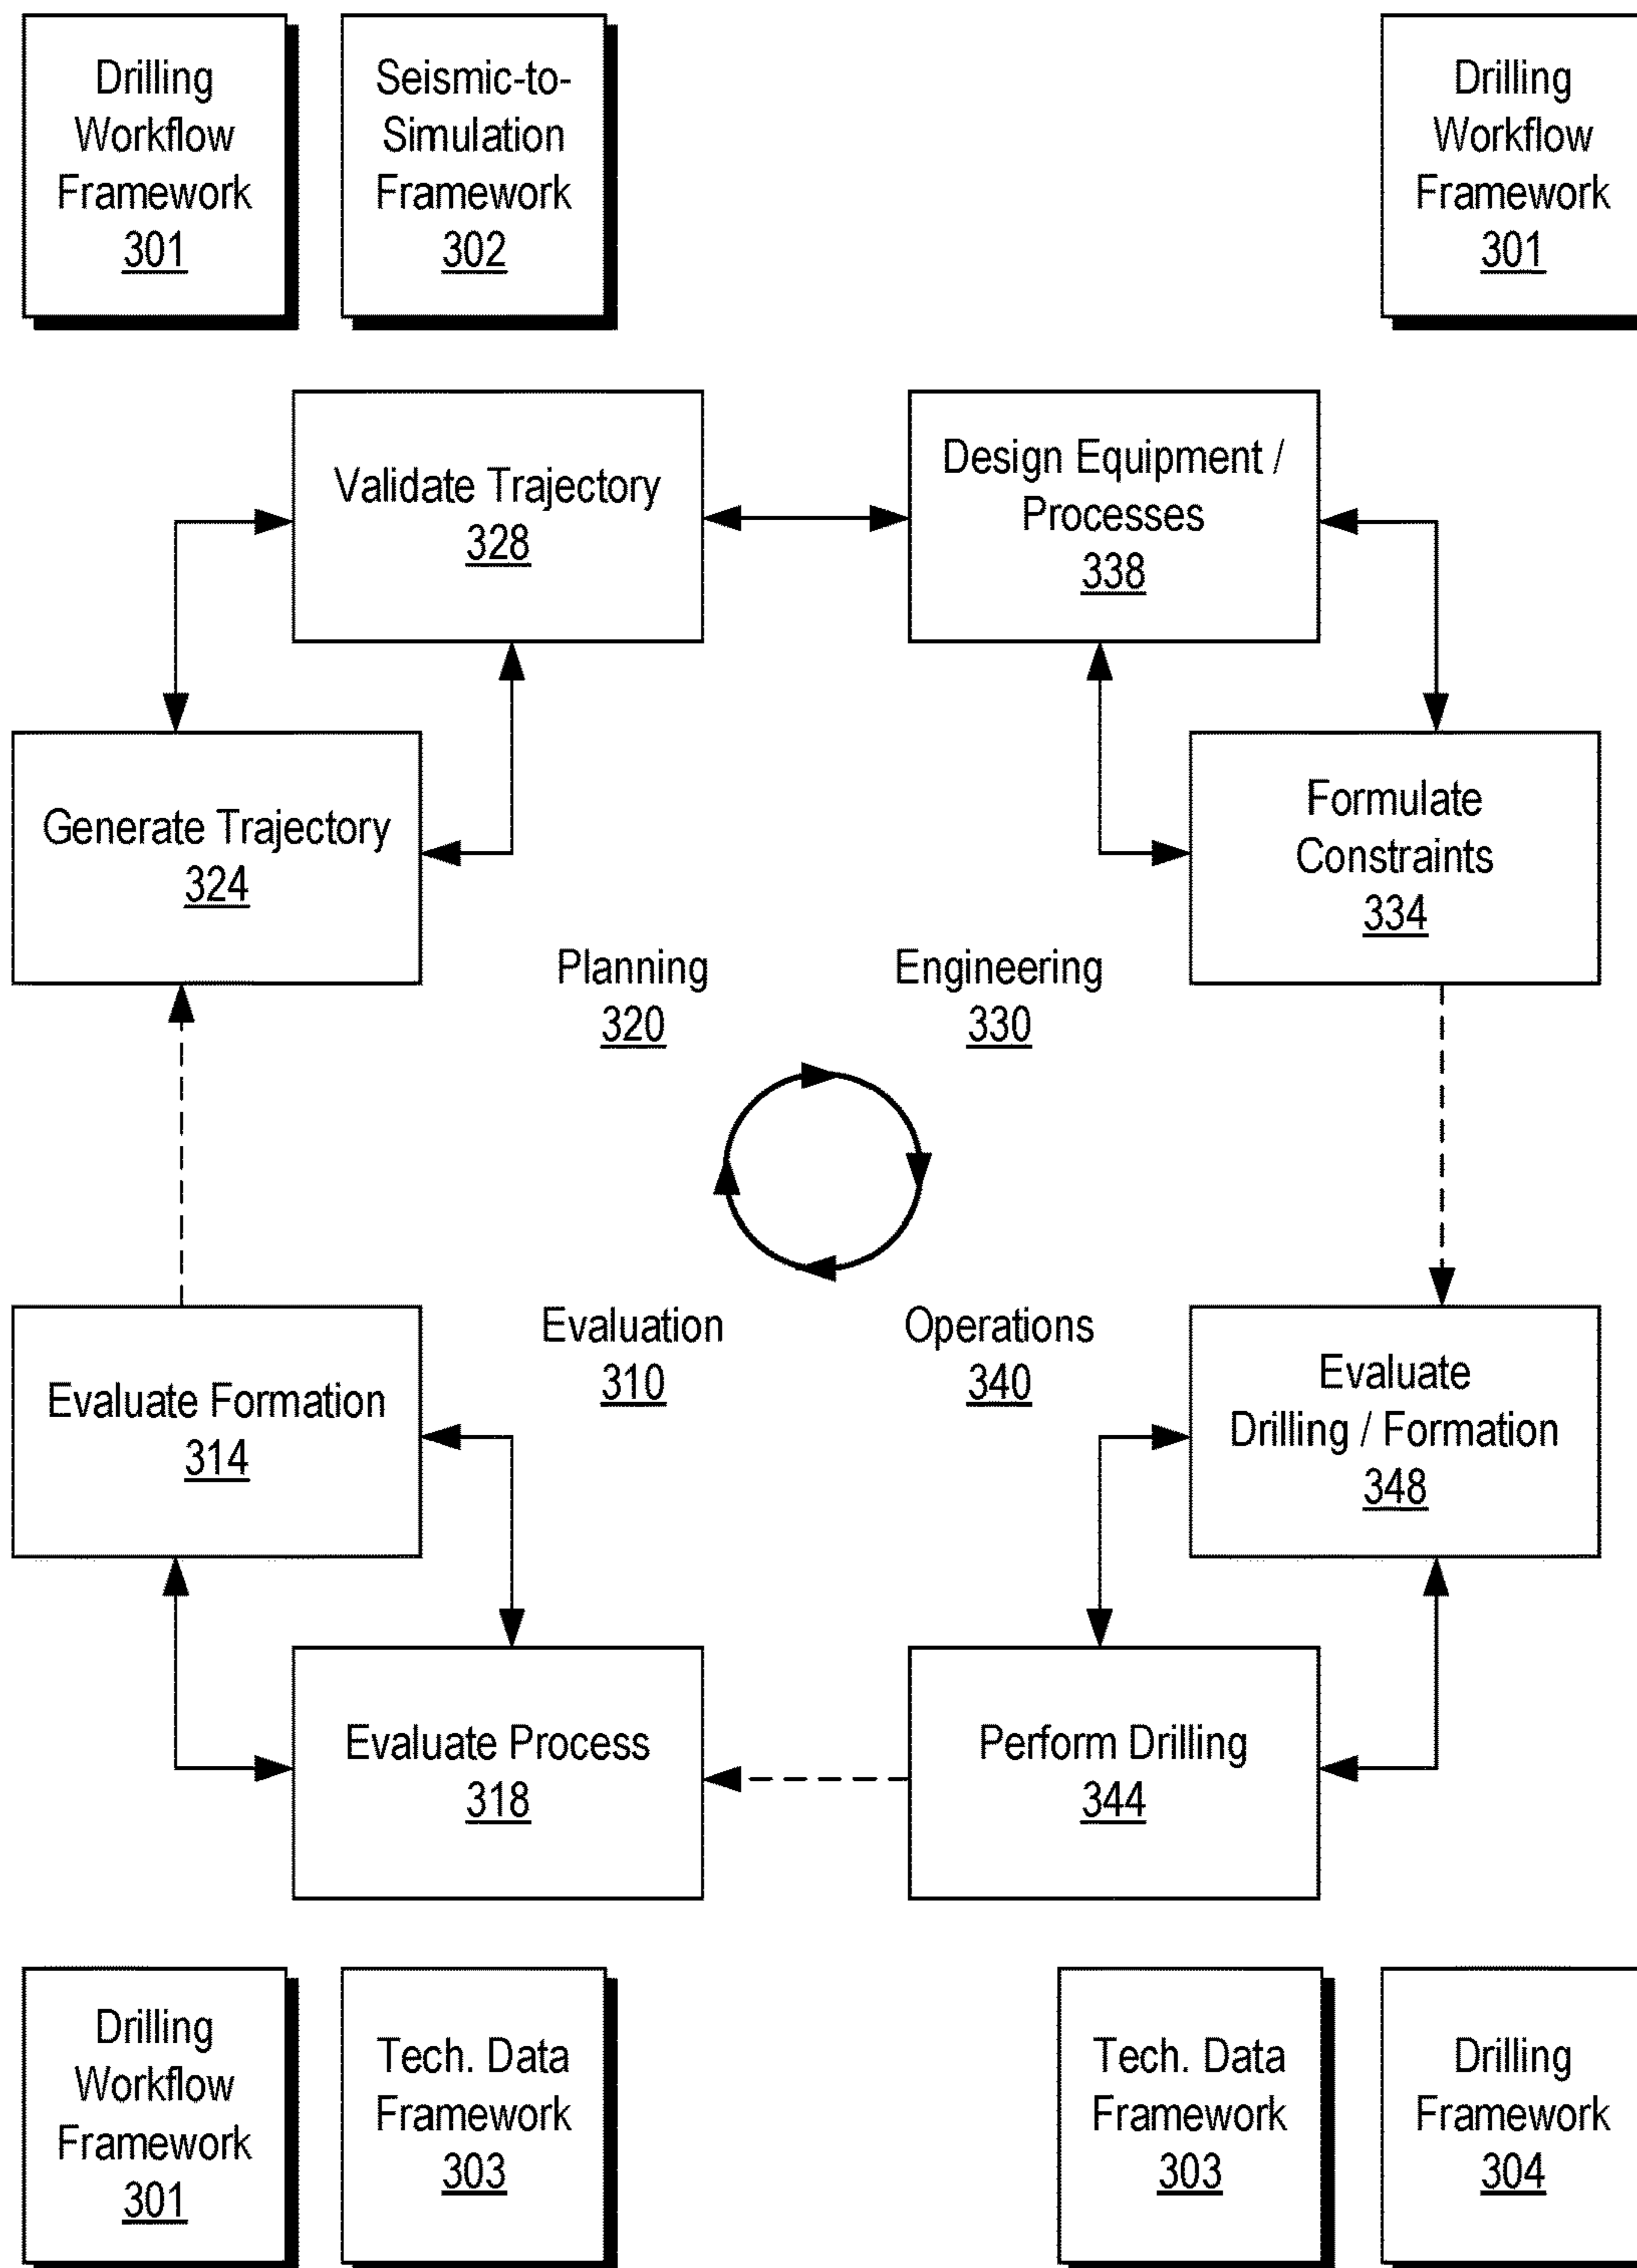 Drilling
Workflow
Framework
301
Seismic-to-
Simulation
Framework
302
Drilling
Workflow
Framework
301
Validate Trajectory
328
Design Equipment /
Processes
338
Generate Trajectory
324
Formulate
Constraints
334
Planning
320
Engineering
330
Evaluation
310
Operations
340
Evaluate Formation
314
Evaluate
Drilling / Formation
348
Evaluate Process
318
Perform Drilling
344
Drilling
Workflow
Framework
301
Tech. Data
Framework
303
Tech. Data
Framework
303
Drilling
Framework
304